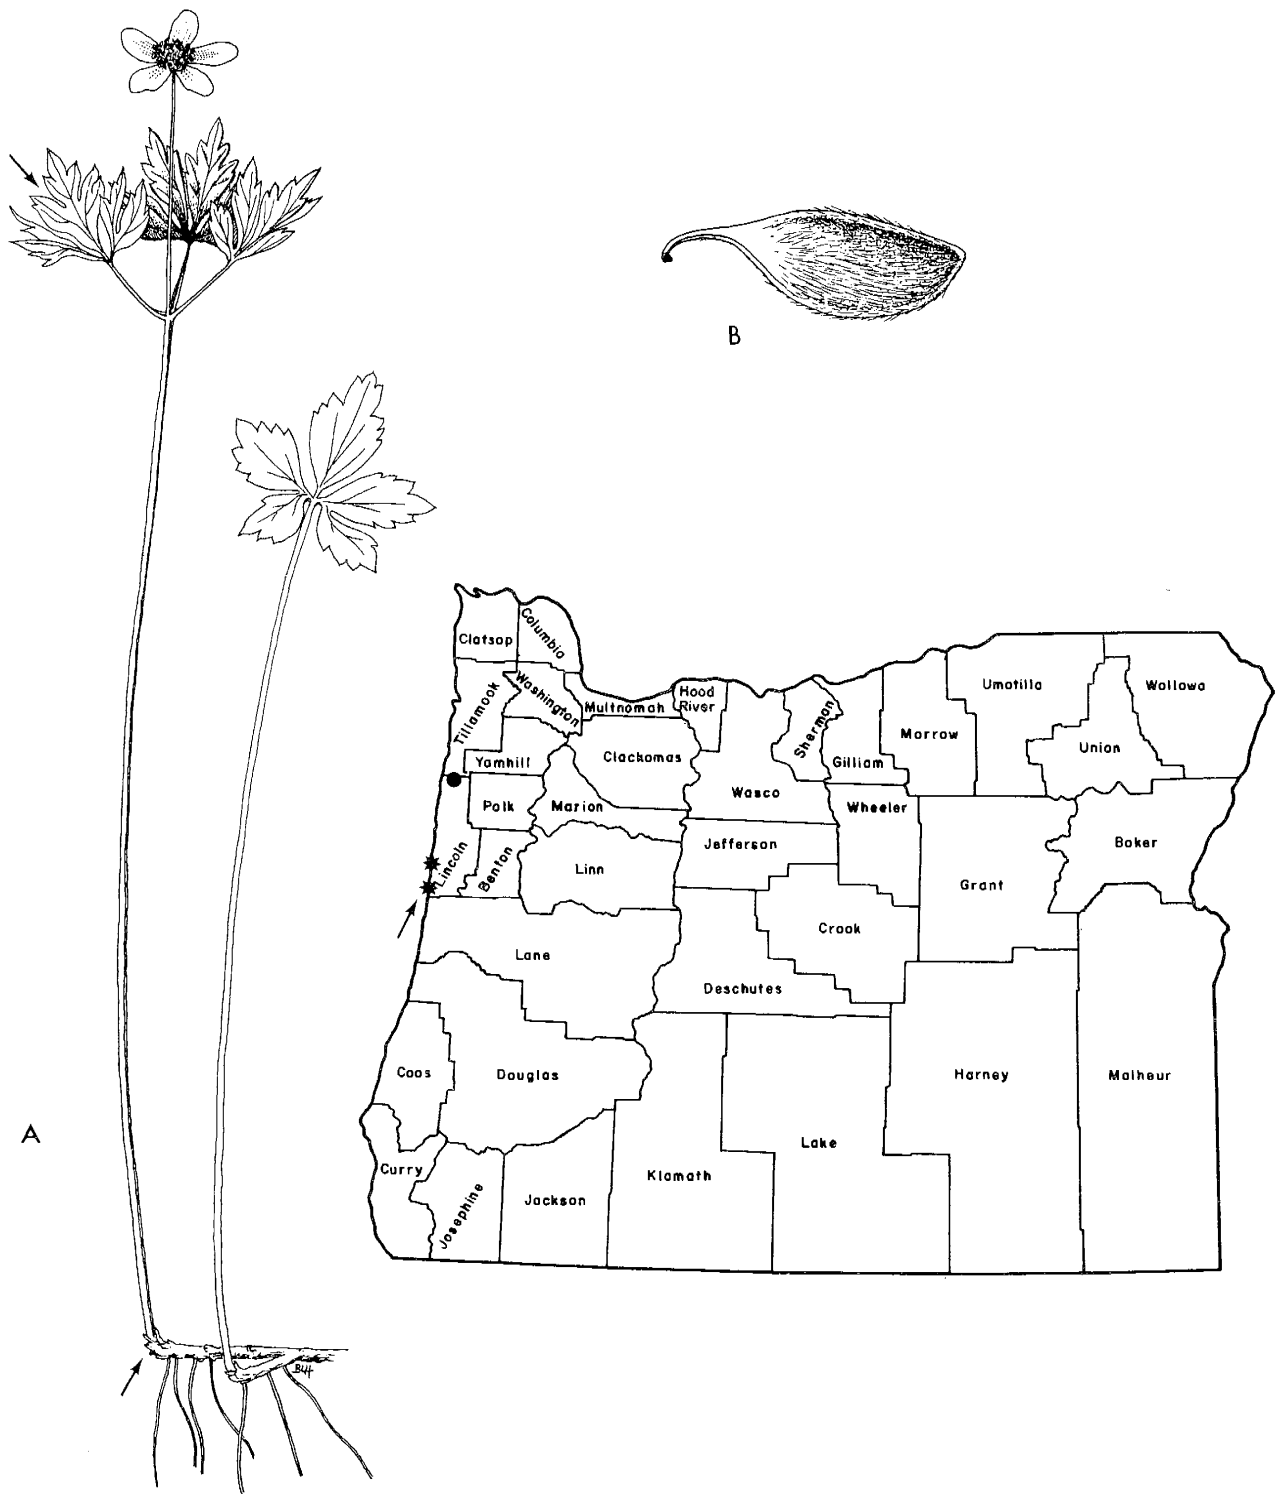 B
Clatsop
Columbia
Tillamook
Washington
Multnomah
Hood
River
Yamhill
Clackamas
Sherman
Gilliam
Morrow
Umatilla
Union
Wallowa
Polk
Marion
Wasco
Wheeler
Lincoln
Benton
Linn
Jefferson
Grant
Baker
Crook
Lane
Deschutes
Coos
Douglas
Harney
Malheur
A
Lake
Curry
Josephine
Jackson
Klamath
BLH